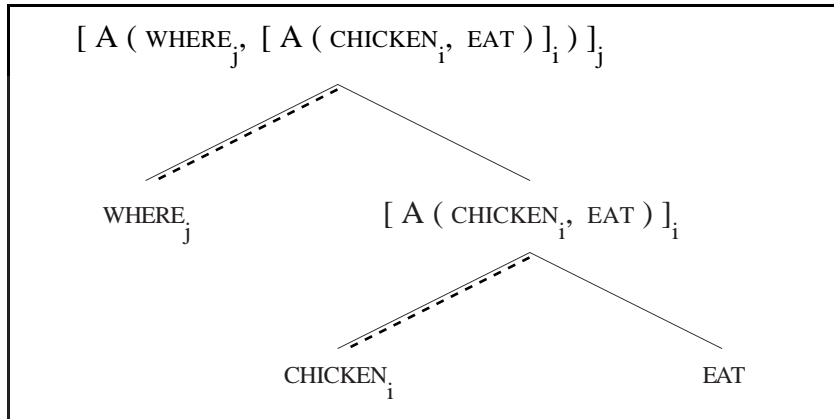 [ A ( WHEREⱼ, [ A ( CHICKENᵢ, EAT ) ]ᵢ ) ]ⱼ
WHEREⱼ [ A ( CHICKENᵢ, EAT ) ]ᵢ
CHICKENᵢ EAT